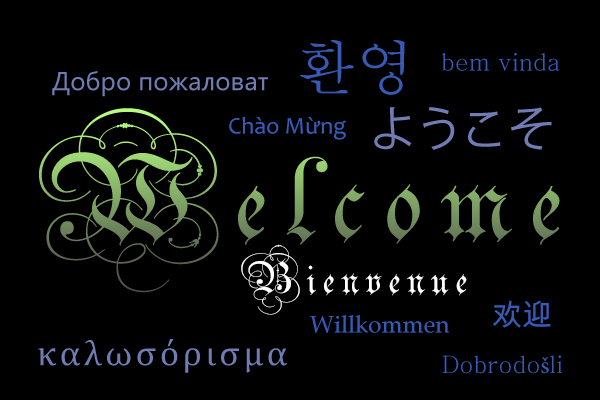 환영
bem vinda
Добро пожаловат
Chào Mừng
ようこそ
Welcome
Bienvenue
Willkommen
欢迎
καλωσόρισμα
Dobrodošli